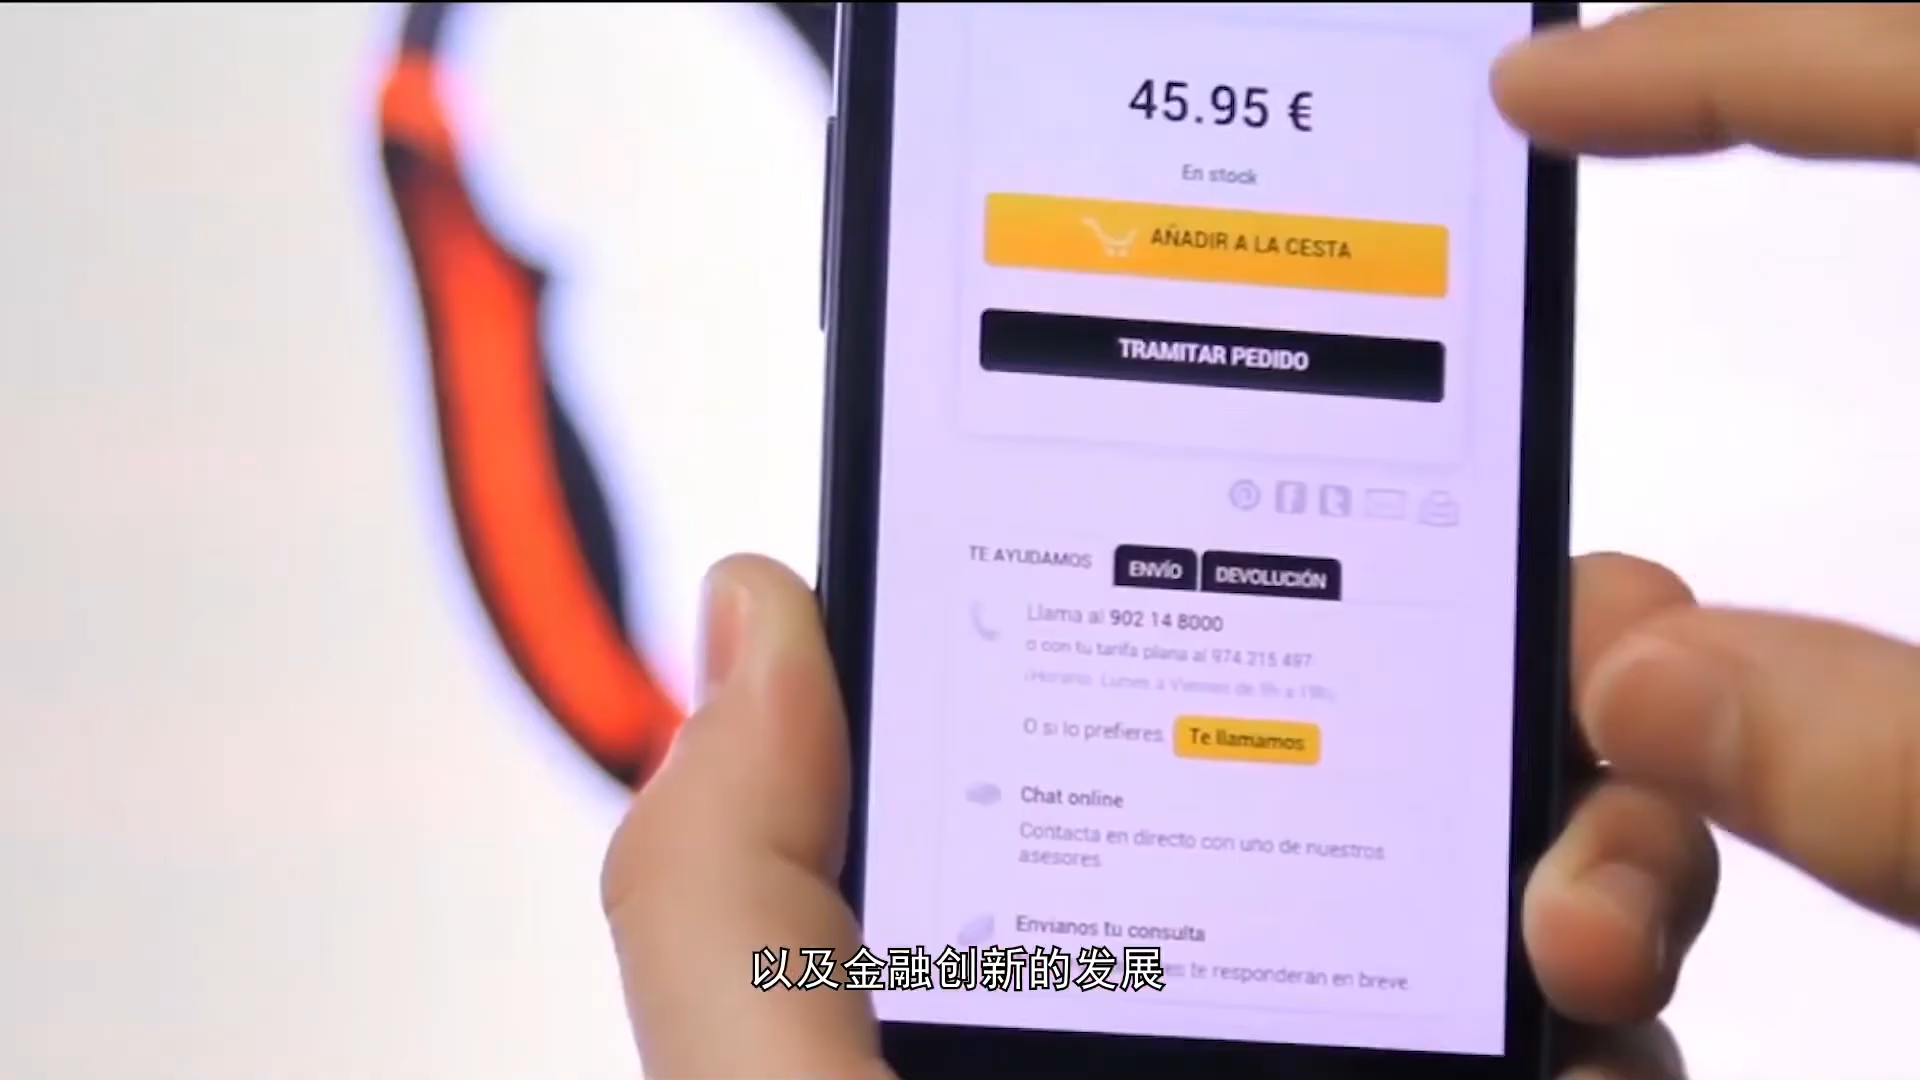 45.95 €
En stock
AÑADIR A LA CESTA
TRAMITAR PEDIDO
TE AYUDAMOS
ENVÍO
DEVOLUCIÓN
Llama al 902 14 8000
o con tu tarifa plana al 974 215 497
O si lo prefieres
Te llamamos
Chat online
Contacta en directo con uno de nuestros
asesores
Envianos tu consulta
te responderan en breve
以及金融创新的发展